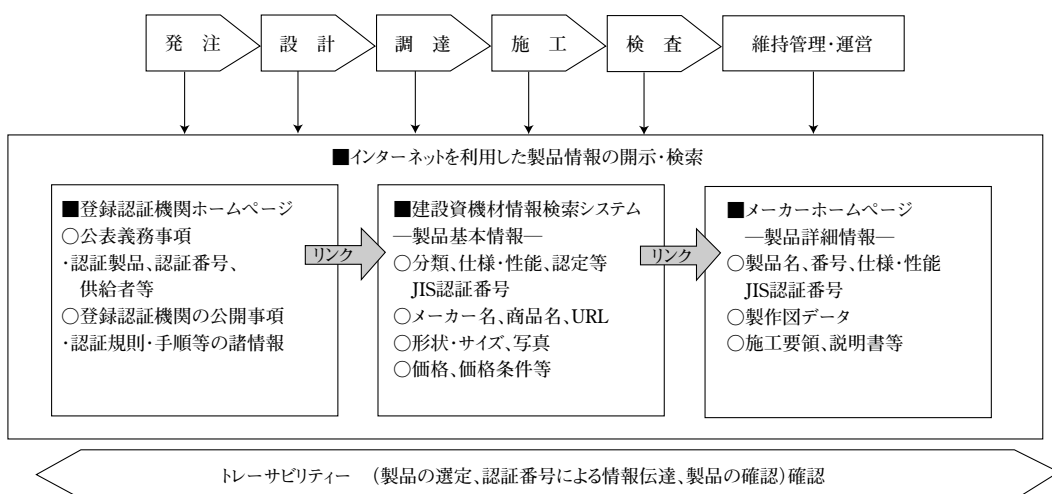 発 注
設 計
調 達
施 工
検 査
維持管理・運営
■インターネットを利用した製品情報の開示・検索
■登録認証機関ホームページ
○公表義務事項
・認証製品、認証番号、
供給者等
○登録認証機関の公開事項
・認証規則・手順等の諸情報
リンク
■建設資機材情報検索システム
―製品基本情報―
○分類、仕様・性能、認定等
JIS認証番号
○メーカー名、商品名、URL
○形状・サイズ、写真
○価格、価格条件等
リンク
■メーカーホームページ
―製品詳細情報―
○製品名、番号、仕様・性能
JIS認証番号
○製作図データ
○施工要領、説明書等
トレーサビリティー （製品の選定、認証番号による情報伝達、製品の確認）確認